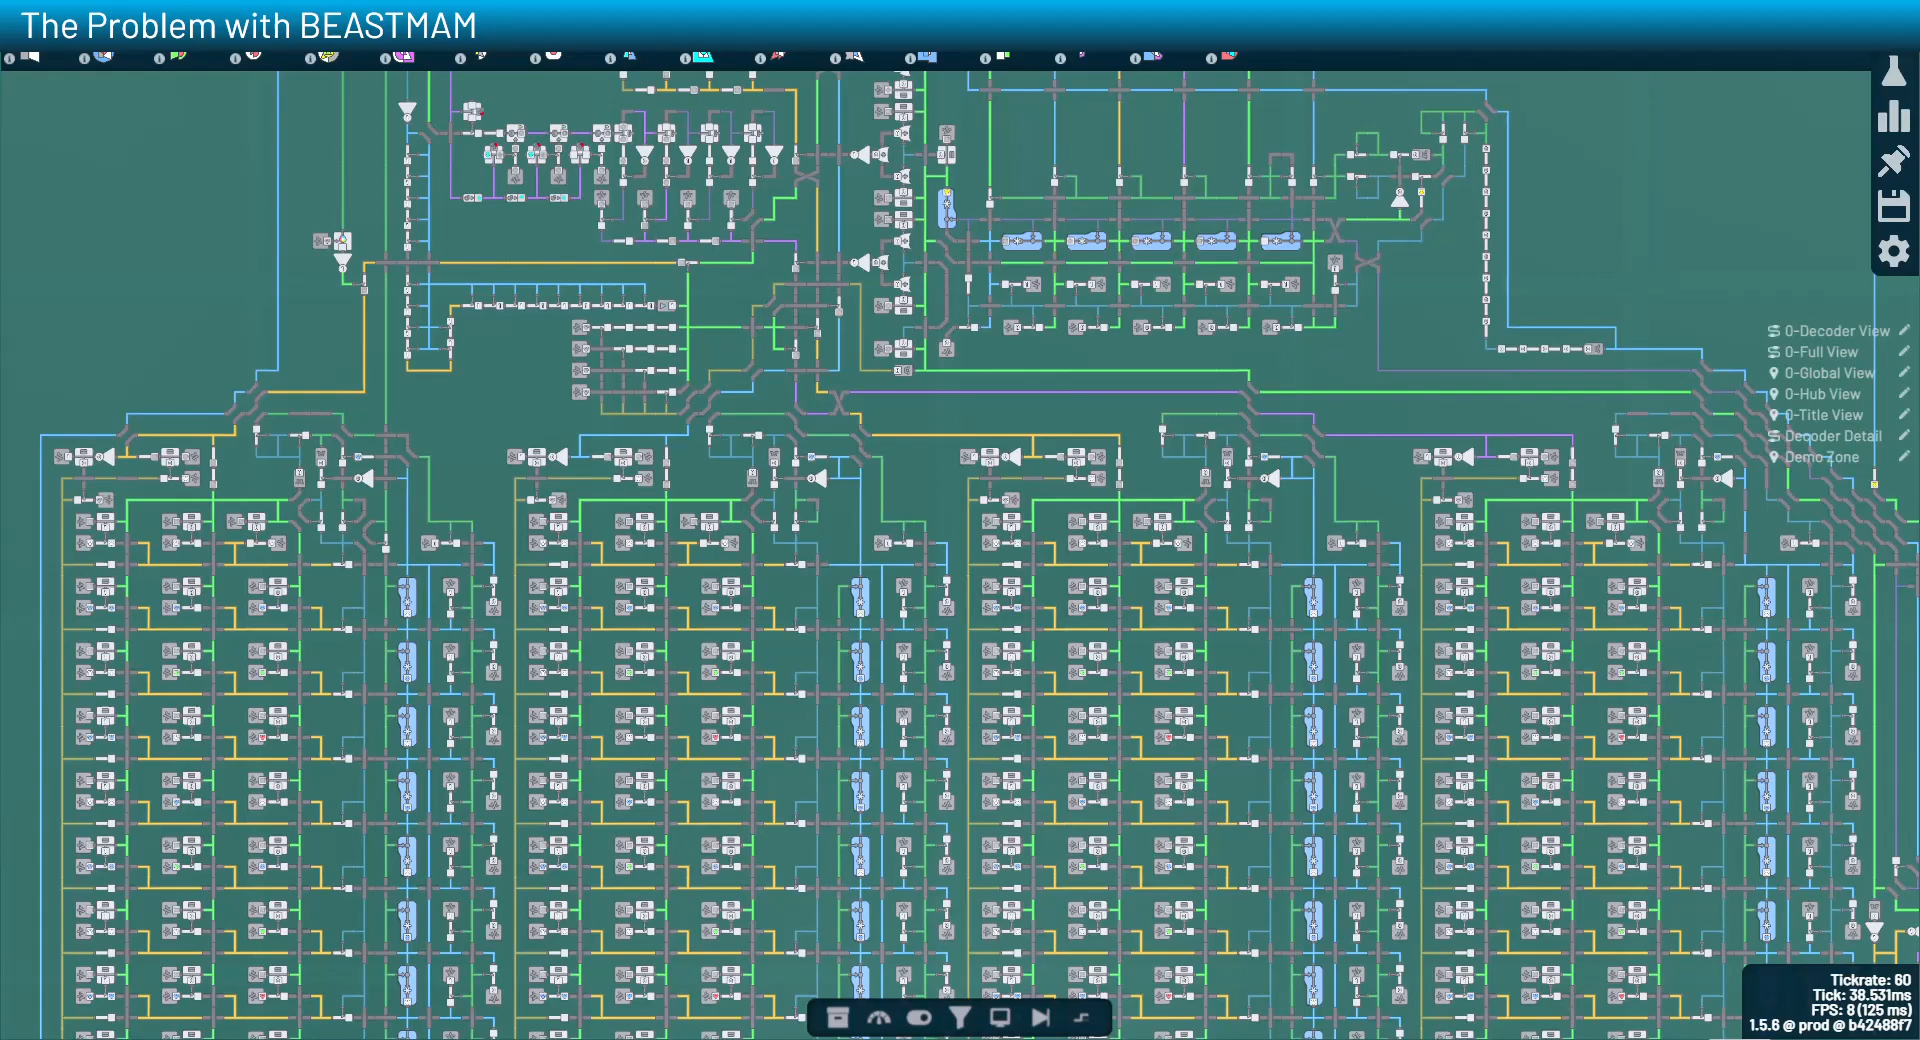 The Problem with BEASTMAM
0-Decoder View
0-Full View
0-Global View
0-Hub View
0-Title View
Decoder Detail
Demo Zone
Tickrate: 60
Tick: 38.531ms
FPS: 8 (125 ms)
1.5.6 @ prod @ b42488f7